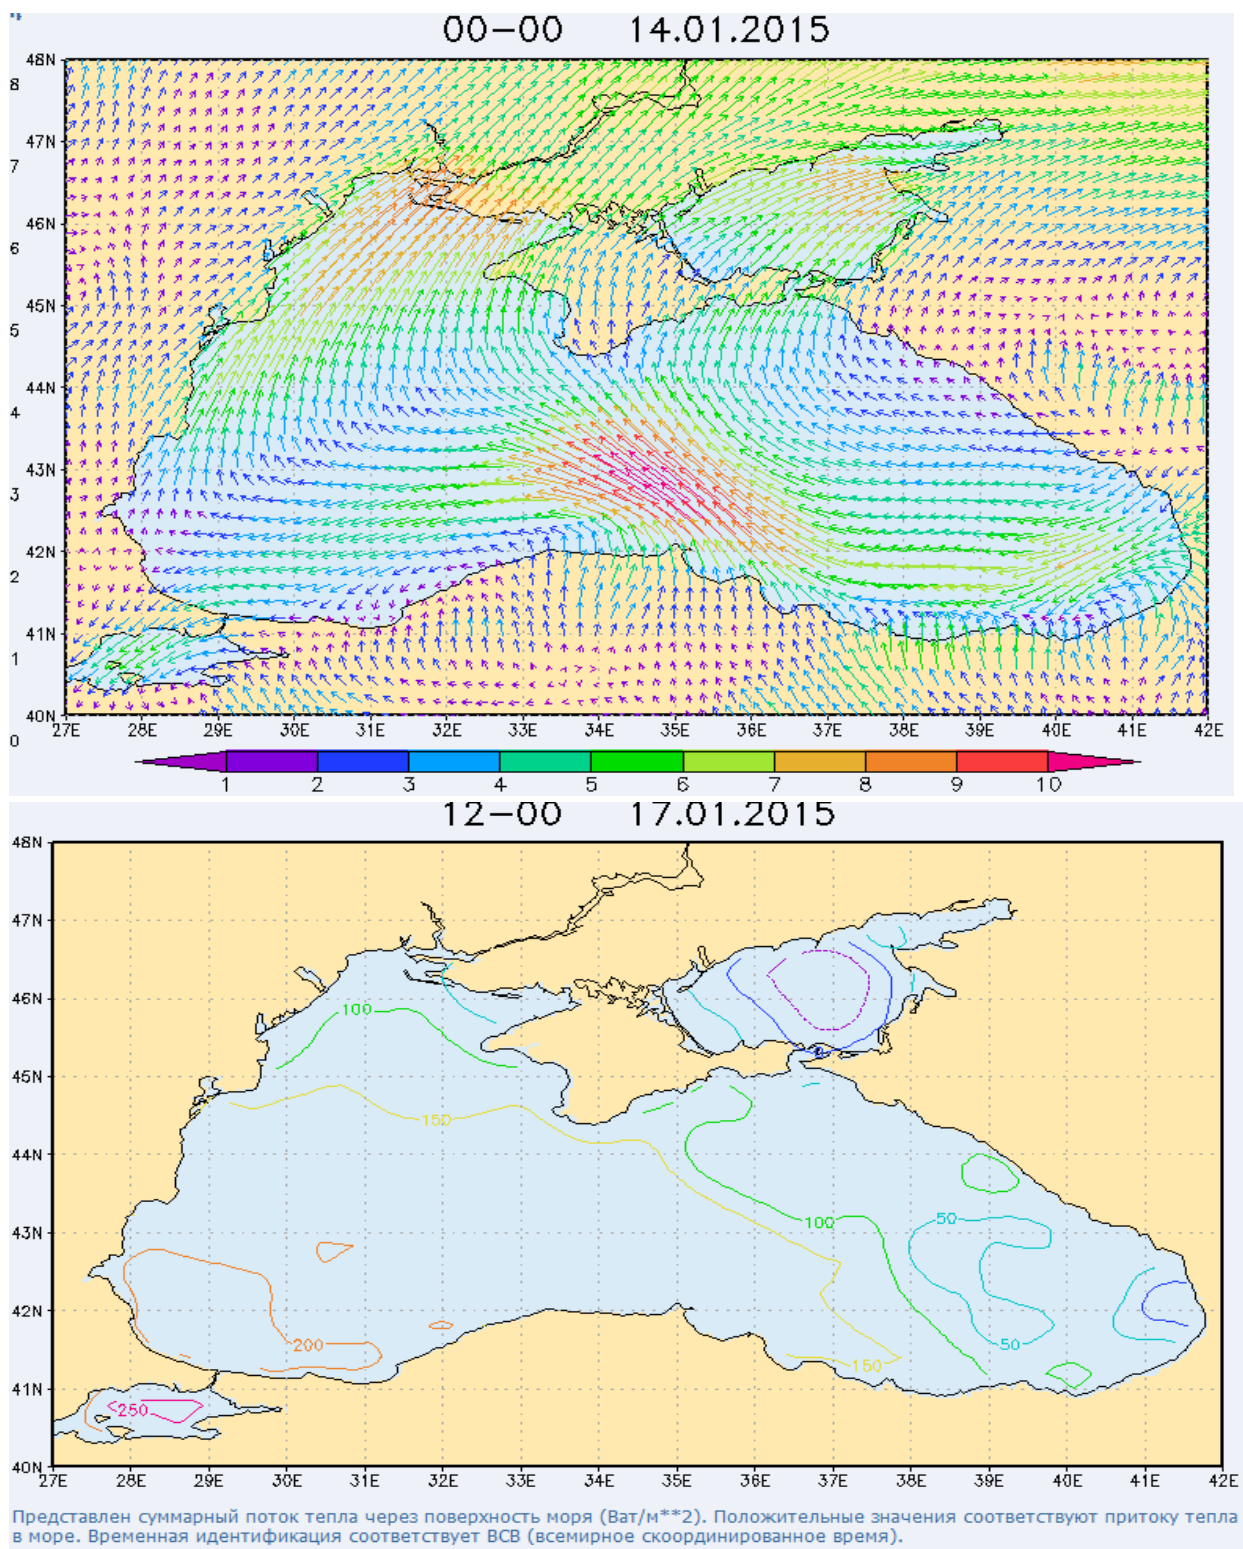 00-00 14.01.2015
48N
8
47N
7
46N
6
45N
5
44N
4
43N
3
42N
2
41N
1
40N
27E 28E 29E 30E 31E 32E 33E 34E 35E 36E 37E 38E 39E 40E 41E 42E
0
1 2 3 4 5 6 7 8 9 10
12-00 17.01.2015
48N
47N
46N
100
0
45N
150
44N
43N
50
100
42N
200
50
150
41N
250
40N
27E 28E 29E 30E 31E 32E 33E 34E 35E 36E 37E 38E 39E 40E 41E 42E
Представлен суммарный поток тепла через поверхность моря (Ват/м**2). Положительные значения соответствуют притоку тепла
в море. Временная идентификация соответствует ВСВ (всемирное скоординированное время).